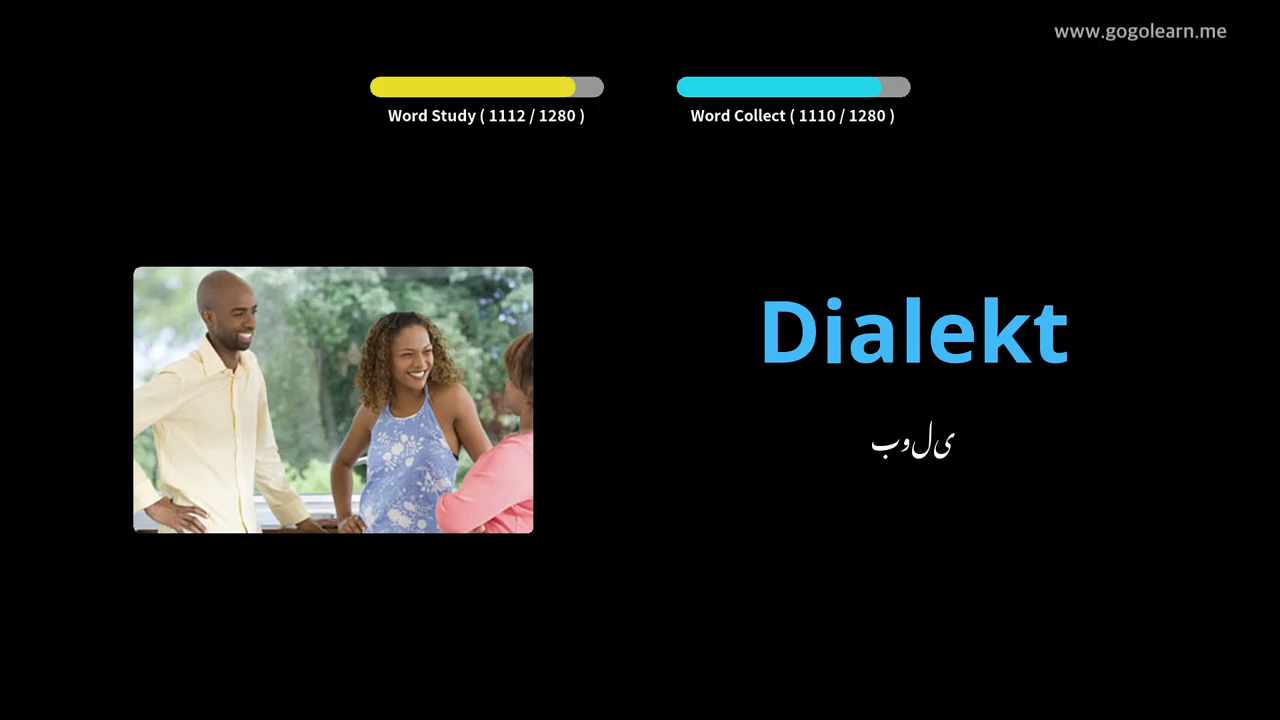 www.gogolearn.me
Word Study ( 1112 / 1280 )
Word Collect ( 1110 / 1280 )
Dialekt
بولی